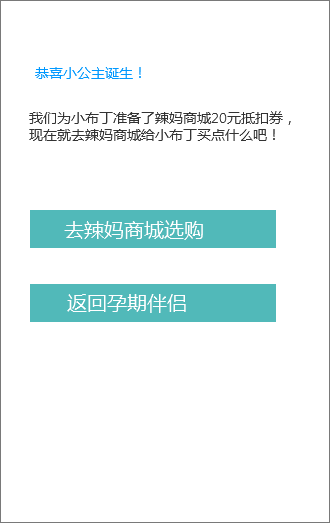 恭喜小公主诞生！
我们为小布丁准备了辣妈商城20元抵扣券，
现在就去辣妈商城给小布丁买点什么吧！
去辣妈商城选购
返回孕期伴侣